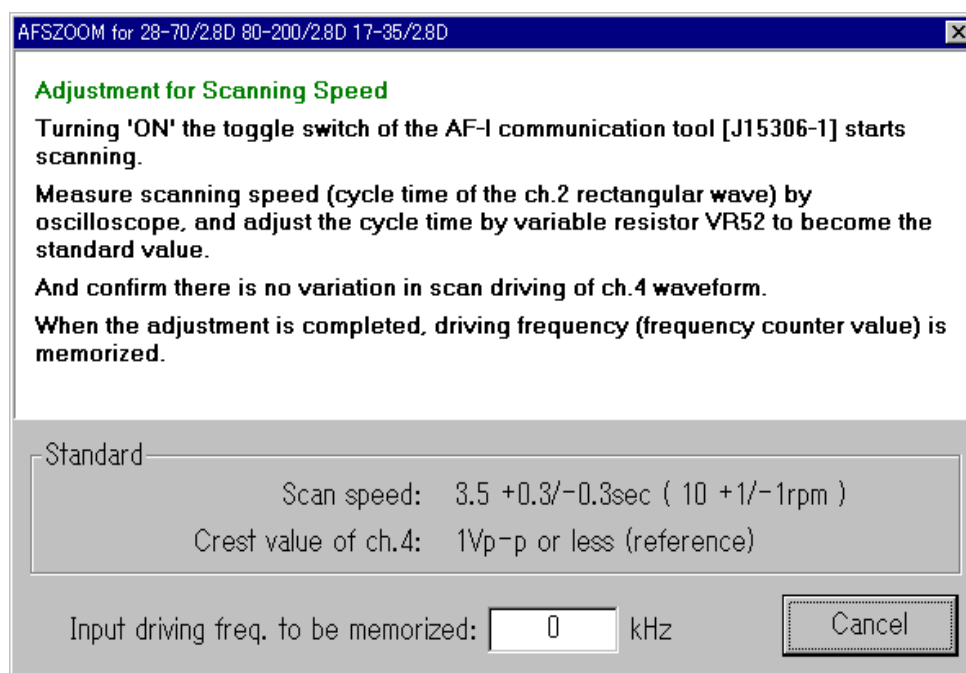 AFSZOOM for 28-70/2.8D 80-200/2.8D 17-35/2.8D
Adjustment for Scanning Speed
Turning 'ON' the toggle switch of the AF-I communication tool [J15306-1] starts
scanning.
Measure scanning speed (cycle time of the ch.2 rectangular wave) by
oscilloscope, and adjust the cycle time by variable resistor VR52 to become the
standard value.
And confirm there is no variation in scan driving of ch.4 waveform.
When the adjustment is completed, driving frequency (frequency counter value) is
memorized.
Standard
Scan speed: 3.5 +0.3/-0.3sec ( 10 +1/-1rpm )
Crest value of ch.4: 1Vp-p or less (reference)
Input driving freq. to be memorized: 0 kHz
Cancel